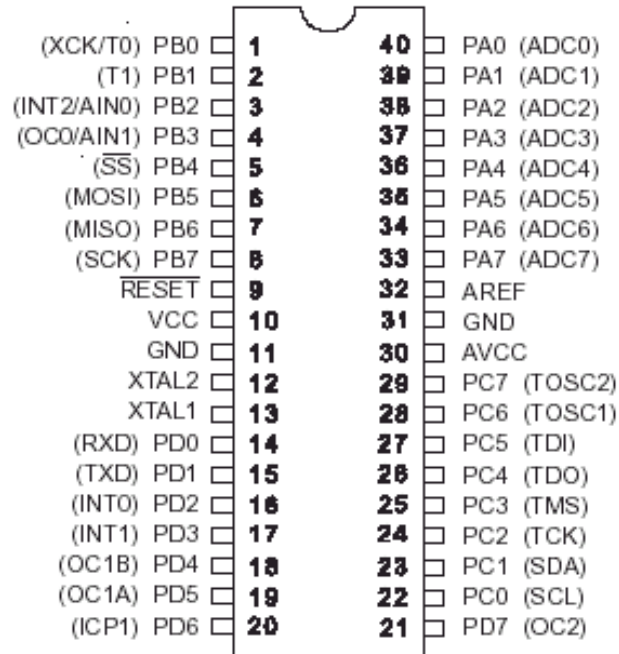 (XCK/T0) PB0 1 40 PA0 (ADC0)
(T1) PB1 2 39 PA1 (ADC1)
(INT2/AIN0) PB2 3 38 PA2 (ADC2)
(OC0/AIN1) PB3 4 37 PA3 (ADC3)
(S̅S̅) PB4 5 36 PA4 (ADC4)
(MOSI) PB5 6 35 PA5 (ADC5)
(MISO) PB6 7 34 PA6 (ADC6)
(SCK) PB7 8 33 PA7 (ADC7)
R̅E̅S̅E̅T̅ 9 32 AREF
VCC 10 31 GND
GND 11 30 AVCC
XTAL2 12 29 PC7 (TOSC2)
XTAL1 13 28 PC6 (TOSC1)
(RXD) PD0 14 27 PC5 (TDI)
(TXD) PD1 15 26 PC4 (TDO)
(INT0) PD2 16 25 PC3 (TMS)
(INT1) PD3 17 24 PC2 (TCK)
(OC1B) PD4 18 23 PC1 (SDA)
(OC1A) PD5 19 22 PC0 (SCL)
(ICP1) PD6 20 21 PD7 (OC2)